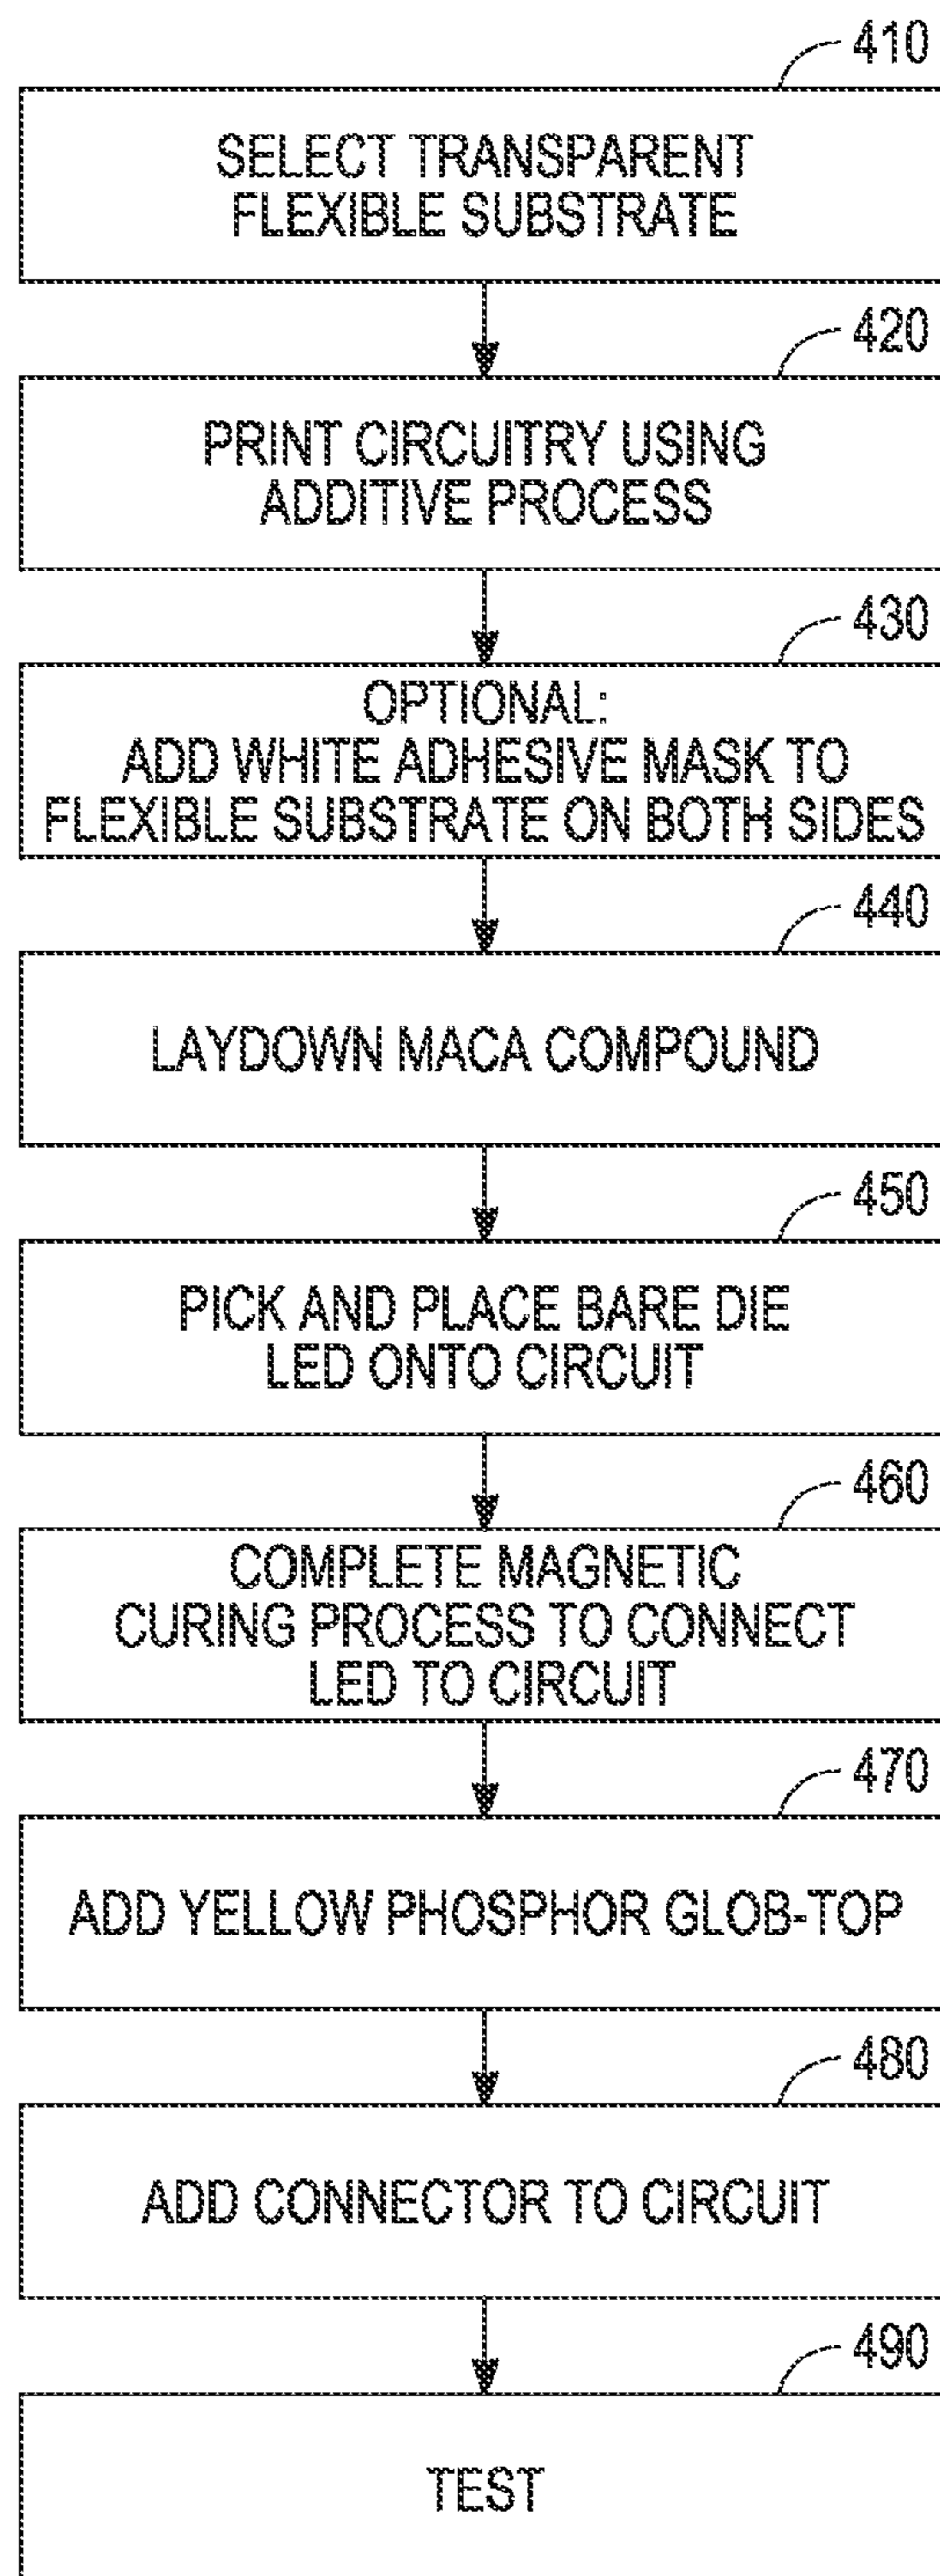 410
SELECT TRANSPARENT
FLEXIBLE SUBSTRATE
420
PRINT CIRCUITRY USING
ADDITIVE PROCESS
430
OPTIONAL:
ADD WHITE ADHESIVE MASK TO
FLEXIBLE SUBSTRATE ON BOTH SIDES
440
LAYDOWN MACA COMPOUND
450
PICK AND PLACE BARE DIE
LED ONTO CIRCUIT
460
COMPLETE MAGNETIC
CURING PROCESS TO CONNECT
LED TO CIRCUIT
470
ADD YELLOW PHOSPHOR GLOB-TOP
480
ADD CONNECTOR TO CIRCUIT
490
TEST